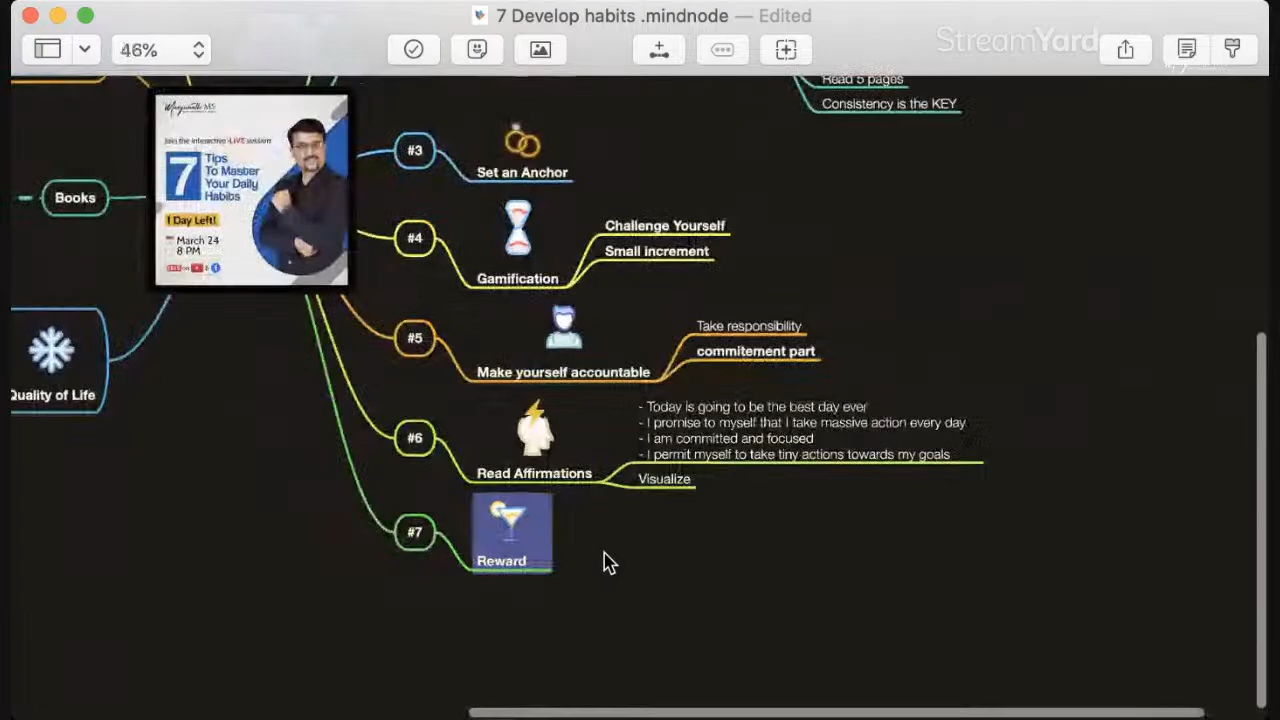 7 Develop habits .mindnode — Edited
46%
StreamYard
Read 5 pages
Consistency is the KEY
MS
Join the interactive LIVE session
7 Tips
To Master
Your Daily
Habits
1 Day Left!
March 24
8 PM
Books
Quality of Life
#3
Set an Anchor
#4
Gamification
Challenge Yourself
Small increment
#5
Make yourself accountable
Take responsibility
commitement part
#6
Read Affirmations
- Today is going to be the best day ever
- I promise to myself that I take massive action every day
- I am committed and focused
- I permit myself to take tiny actions towards my goals
Visualize
#7
Reward